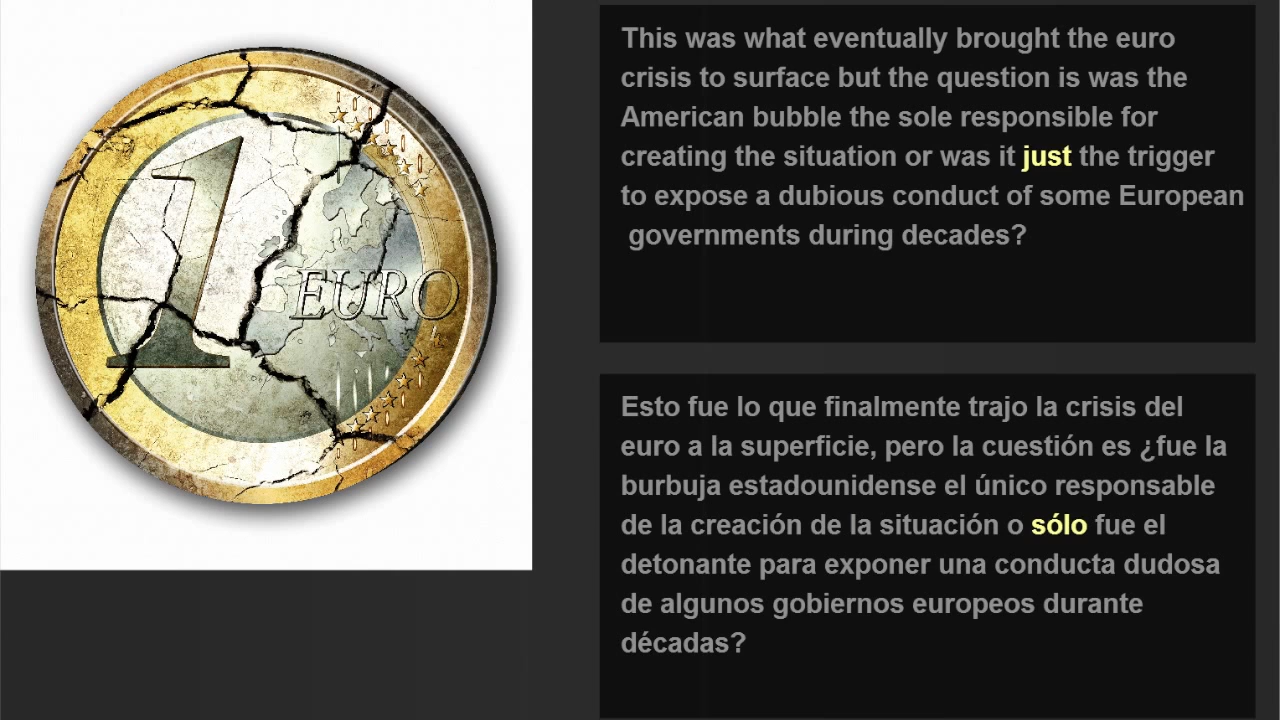 1
EURO
This was what eventually brought the euro
crisis to surface but the question is was the
American bubble the sole responsible for
creating the situation or was it just the trigger
to expose a dubious conduct of some European
governments during decades?
Esto fue lo que finalmente trajo la crisis del
euro a la superficie, pero la cuestión es ¿fue la
burbuja estadounidense el único responsable
de la creación de la situación o sólo fue el
detonante para exponer una conducta dudosa
de algunos gobiernos europeos durante
décadas?